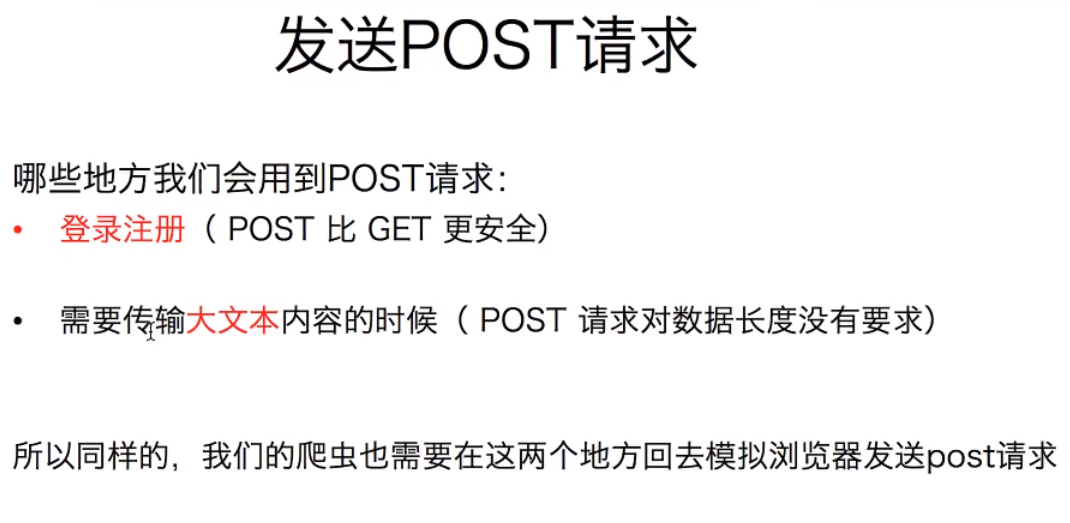 发送POST请求
哪些地方我们会用到POST请求：
• 登录注册（ POST 比 GET 更安全）
• 需要传输大文本内容的时候（ POST 请求对数据长度没有要求）
所以同样的，我们的爬虫也需要在这两个地方回去模拟浏览器发送post请求